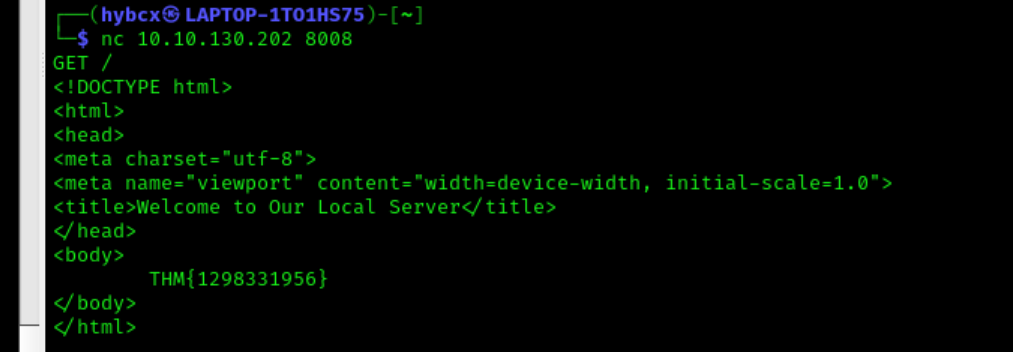 ┌──(hybcx㉿LAPTOP-1TO1HS75)-[~]
└─$ nc 10.10.130.202 8008
GET /
<!DOCTYPE html>
<html>
<head>
<meta charset="utf-8">
<meta name="viewport" content="width=device-width, initial-scale=1.0">
<title>Welcome to Our Local Server</title>
</head>
<body>
        THM{1298331956}
</body>
</html>